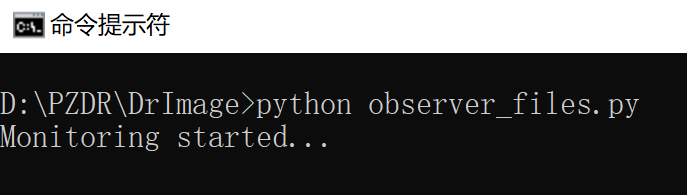 命令提示符
D:\PZDR\DrImage>python observer_files.py
Monitoring started...